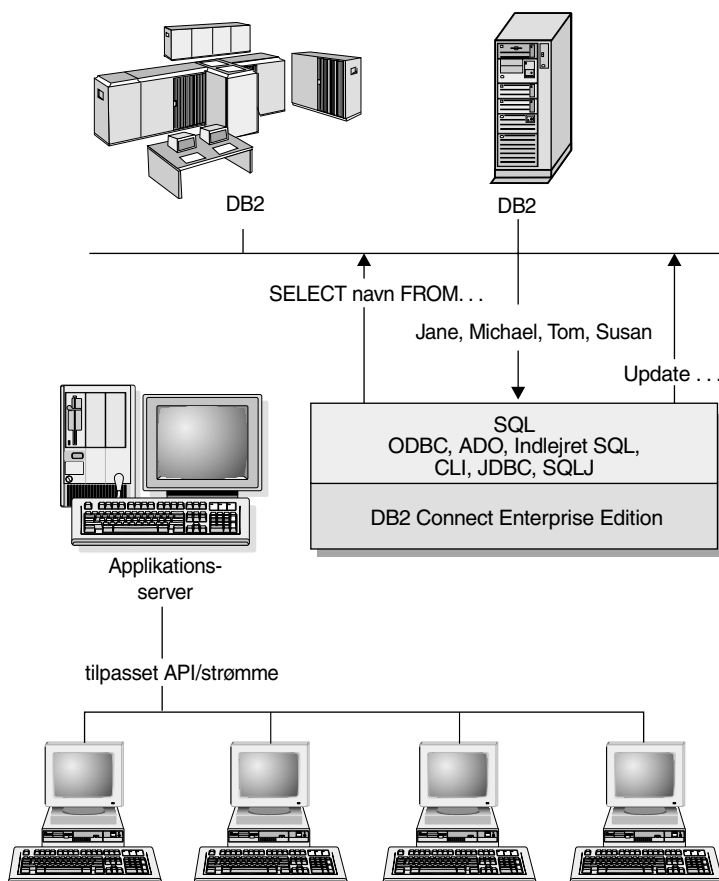 DB2
DB2
SELECT navn FROM. . .
Jane, Michael, Tom, Susan
Update . . .
SQL
ODBC, ADO, Indlejret SQL,
CLI, JDBC, SQLJ
DB2 Connect Enterprise Edition
Applikations-
server
tilpasset API/strømme